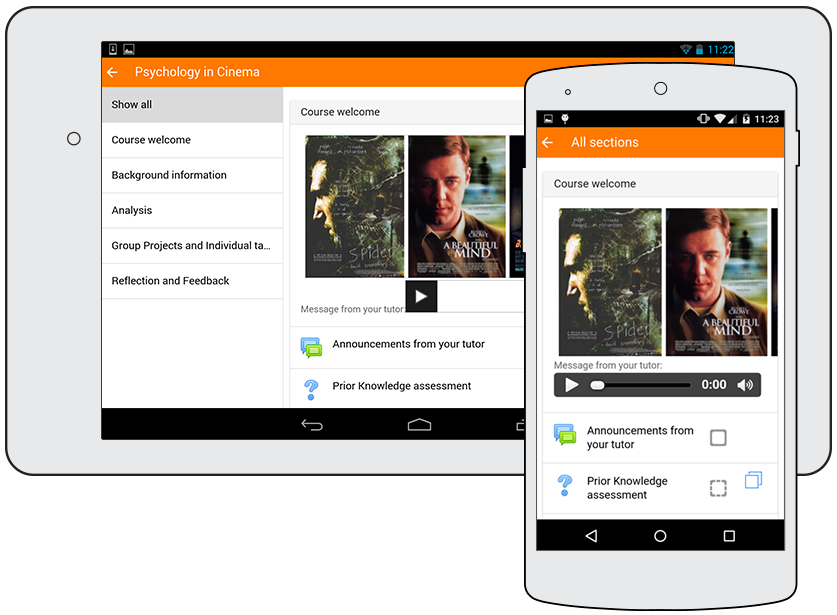 11:22
Psychology in Cinema
Show all
Course welcome
Background information
Analysis
Group Projects and Individual ta...
Reflection and Feedback
Course welcome
SPIDER
CROWE
A BEAUTIFUL
MIND
Message from your tutor:
Announcements from your tutor
Prior Knowledge assessment
11:23
All sections
Course welcome
SPIDER
CROWE
A BEAUTIFUL
MIND
Message from your tutor:
0:00
Announcements from
your tutor
Prior Knowledge
assessment